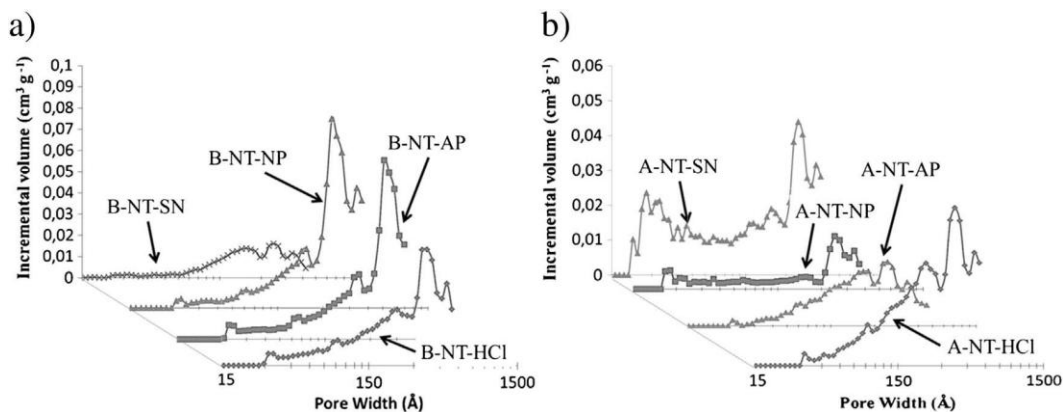 a)
Incremental volume (cm³ g⁻¹)
0,1
0,09
0,08
0,07
0,06
0,05
0,04
0,03
0,02
0,01
0
B-NT-SN
B-NT-NP
B-NT-AP
B-NT-HCl
15
150
1500
Pore Width (Å)
b)
Incremental volume (cm³ g⁻¹)
0,06
0,05
0,04
0,03
0,02
0,01
0
A-NT-SN
A-NT-NP
A-NT-AP
A-NT-HCl
15
150
1500
Pore Width (Å)